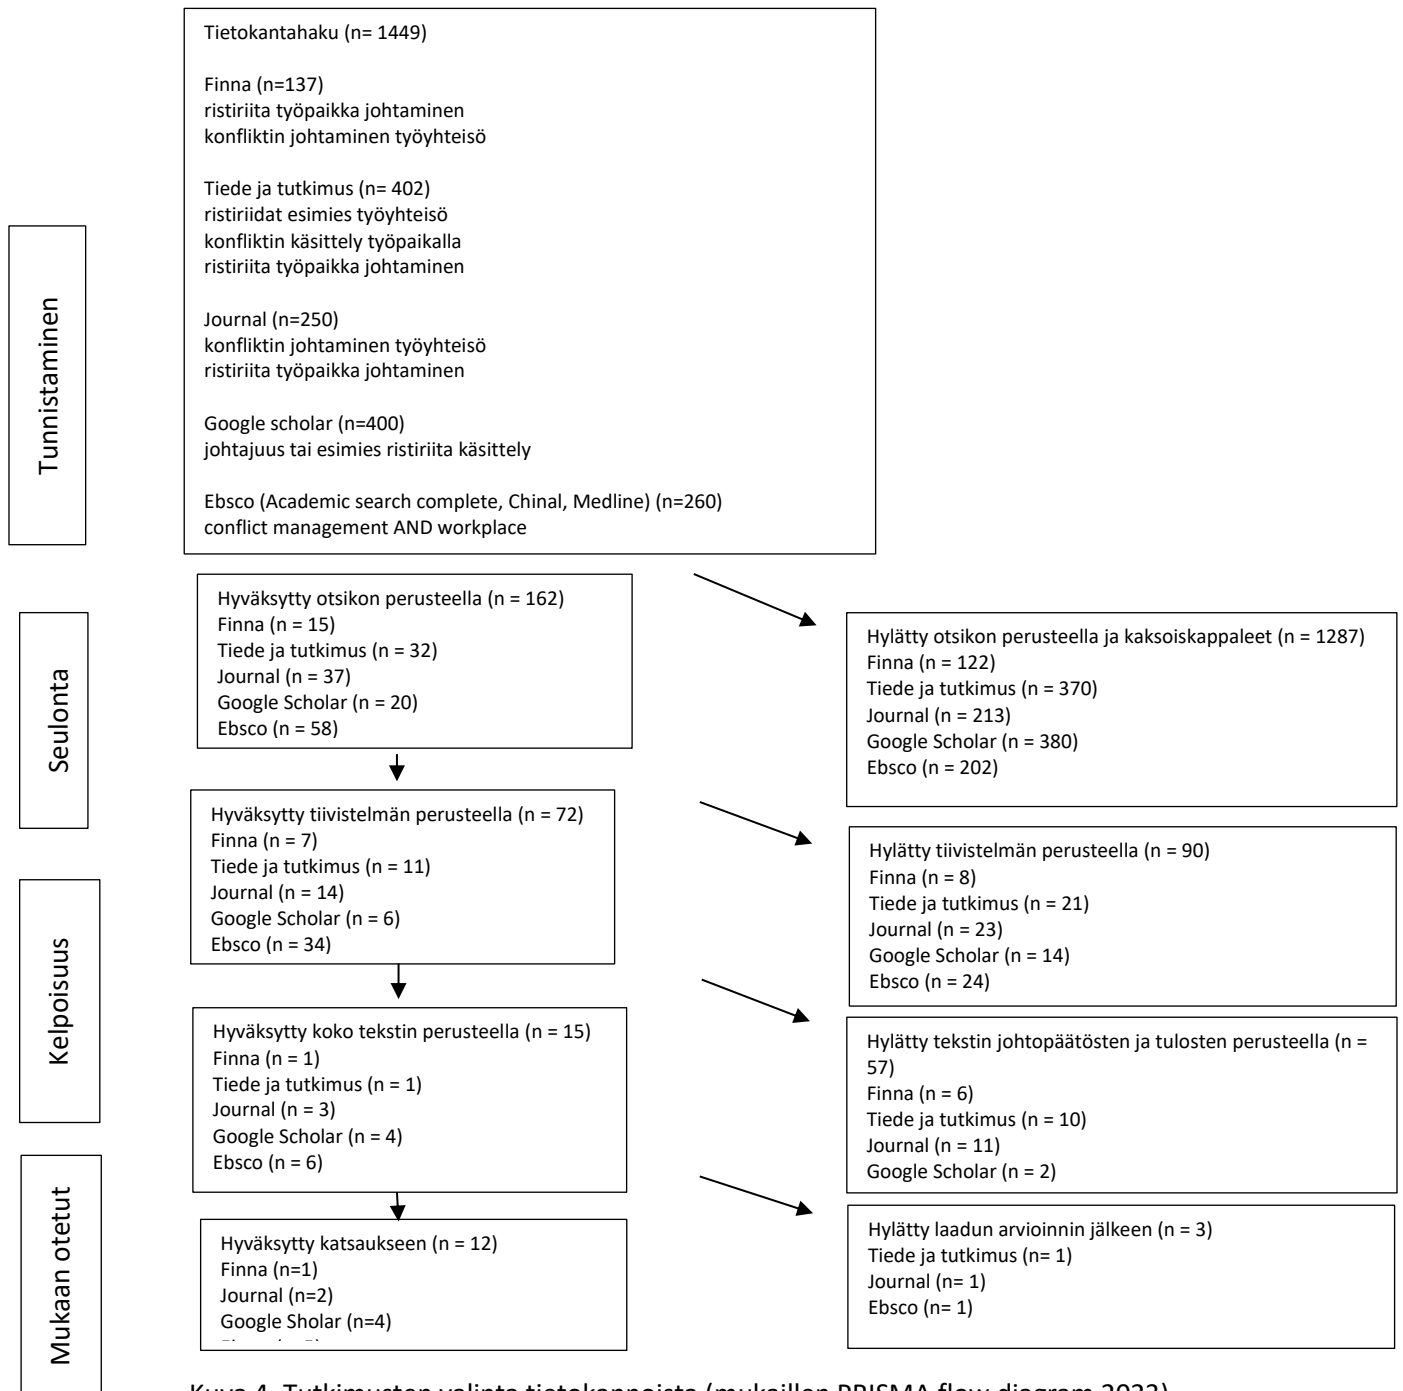 Tietokantahaku (n= 1449)
Finna (n=137)
ristiriita työpaikka johtaminen
konfliktin johtaminen työyhteisö
Tiede ja tutkimus (n= 402)
ristiriidat esimies työyhteisö
konfliktin käsittely työpaikalla
ristiriita työpaikka johtaminen
Journal (n=250)
konfliktin johtaminen työyhteisö
ristiriita työpaikka johtaminen
Google scholar (n=400)
johtajuus tai esimies ristiriita käsittely
Ebsco (Academic search complete, Chinal, Medline) (n=260)
conflict management AND workplace
Tunnistaminen
Hyväksytty otsikon perusteella (n = 162)
Finna (n = 15)
Tiede ja tutkimus (n = 32)
Journal (n = 37)
Google Scholar (n = 20)
Ebsco (n = 58)
Hylätty otsikon perusteella ja kaksoiskappaleet (n = 1287)
Finna (n = 122)
Tiede ja tutkimus (n = 370)
Journal (n = 213)
Google Scholar (n = 380)
Ebsco (n = 202)
Seulonta
Hyväksytty tiivistelmän perusteella (n = 72)
Finna (n = 7)
Tiede ja tutkimus (n = 11)
Journal (n = 14)
Google Scholar (n = 6)
Ebsco (n = 34)
Hylätty tiivistelmän perusteella (n = 90)
Finna (n = 8)
Tiede ja tutkimus (n = 21)
Journal (n = 23)
Google Scholar (n = 14)
Ebsco (n = 24)
Kelpoisuus
Hyväksytty koko tekstin perusteella (n = 15)
Finna (n = 1)
Tiede ja tutkimus (n = 1)
Journal (n = 3)
Google Scholar (n = 4)
Ebsco (n = 6)
Hylätty tekstin johtopäätösten ja tulosten perusteella (n =
57)
Finna (n = 6)
Tiede ja tutkimus (n = 10)
Journal (n = 11)
Google Scholar (n = 2)
Mukaan otetut
Hyväksytty katsaukseen (n = 12)
Finna (n=1)
Journal (n=2)
Google Sholar (n=4)
Hylätty laadun arvioinnin jälkeen (n = 3)
Tiede ja tutkimus (n= 1)
Journal (n= 1)
Ebsco (n= 1)
Kuva 4. Tutkimusten valinta tietokannoista (mukaillen PRISMA flow diagram 2023)